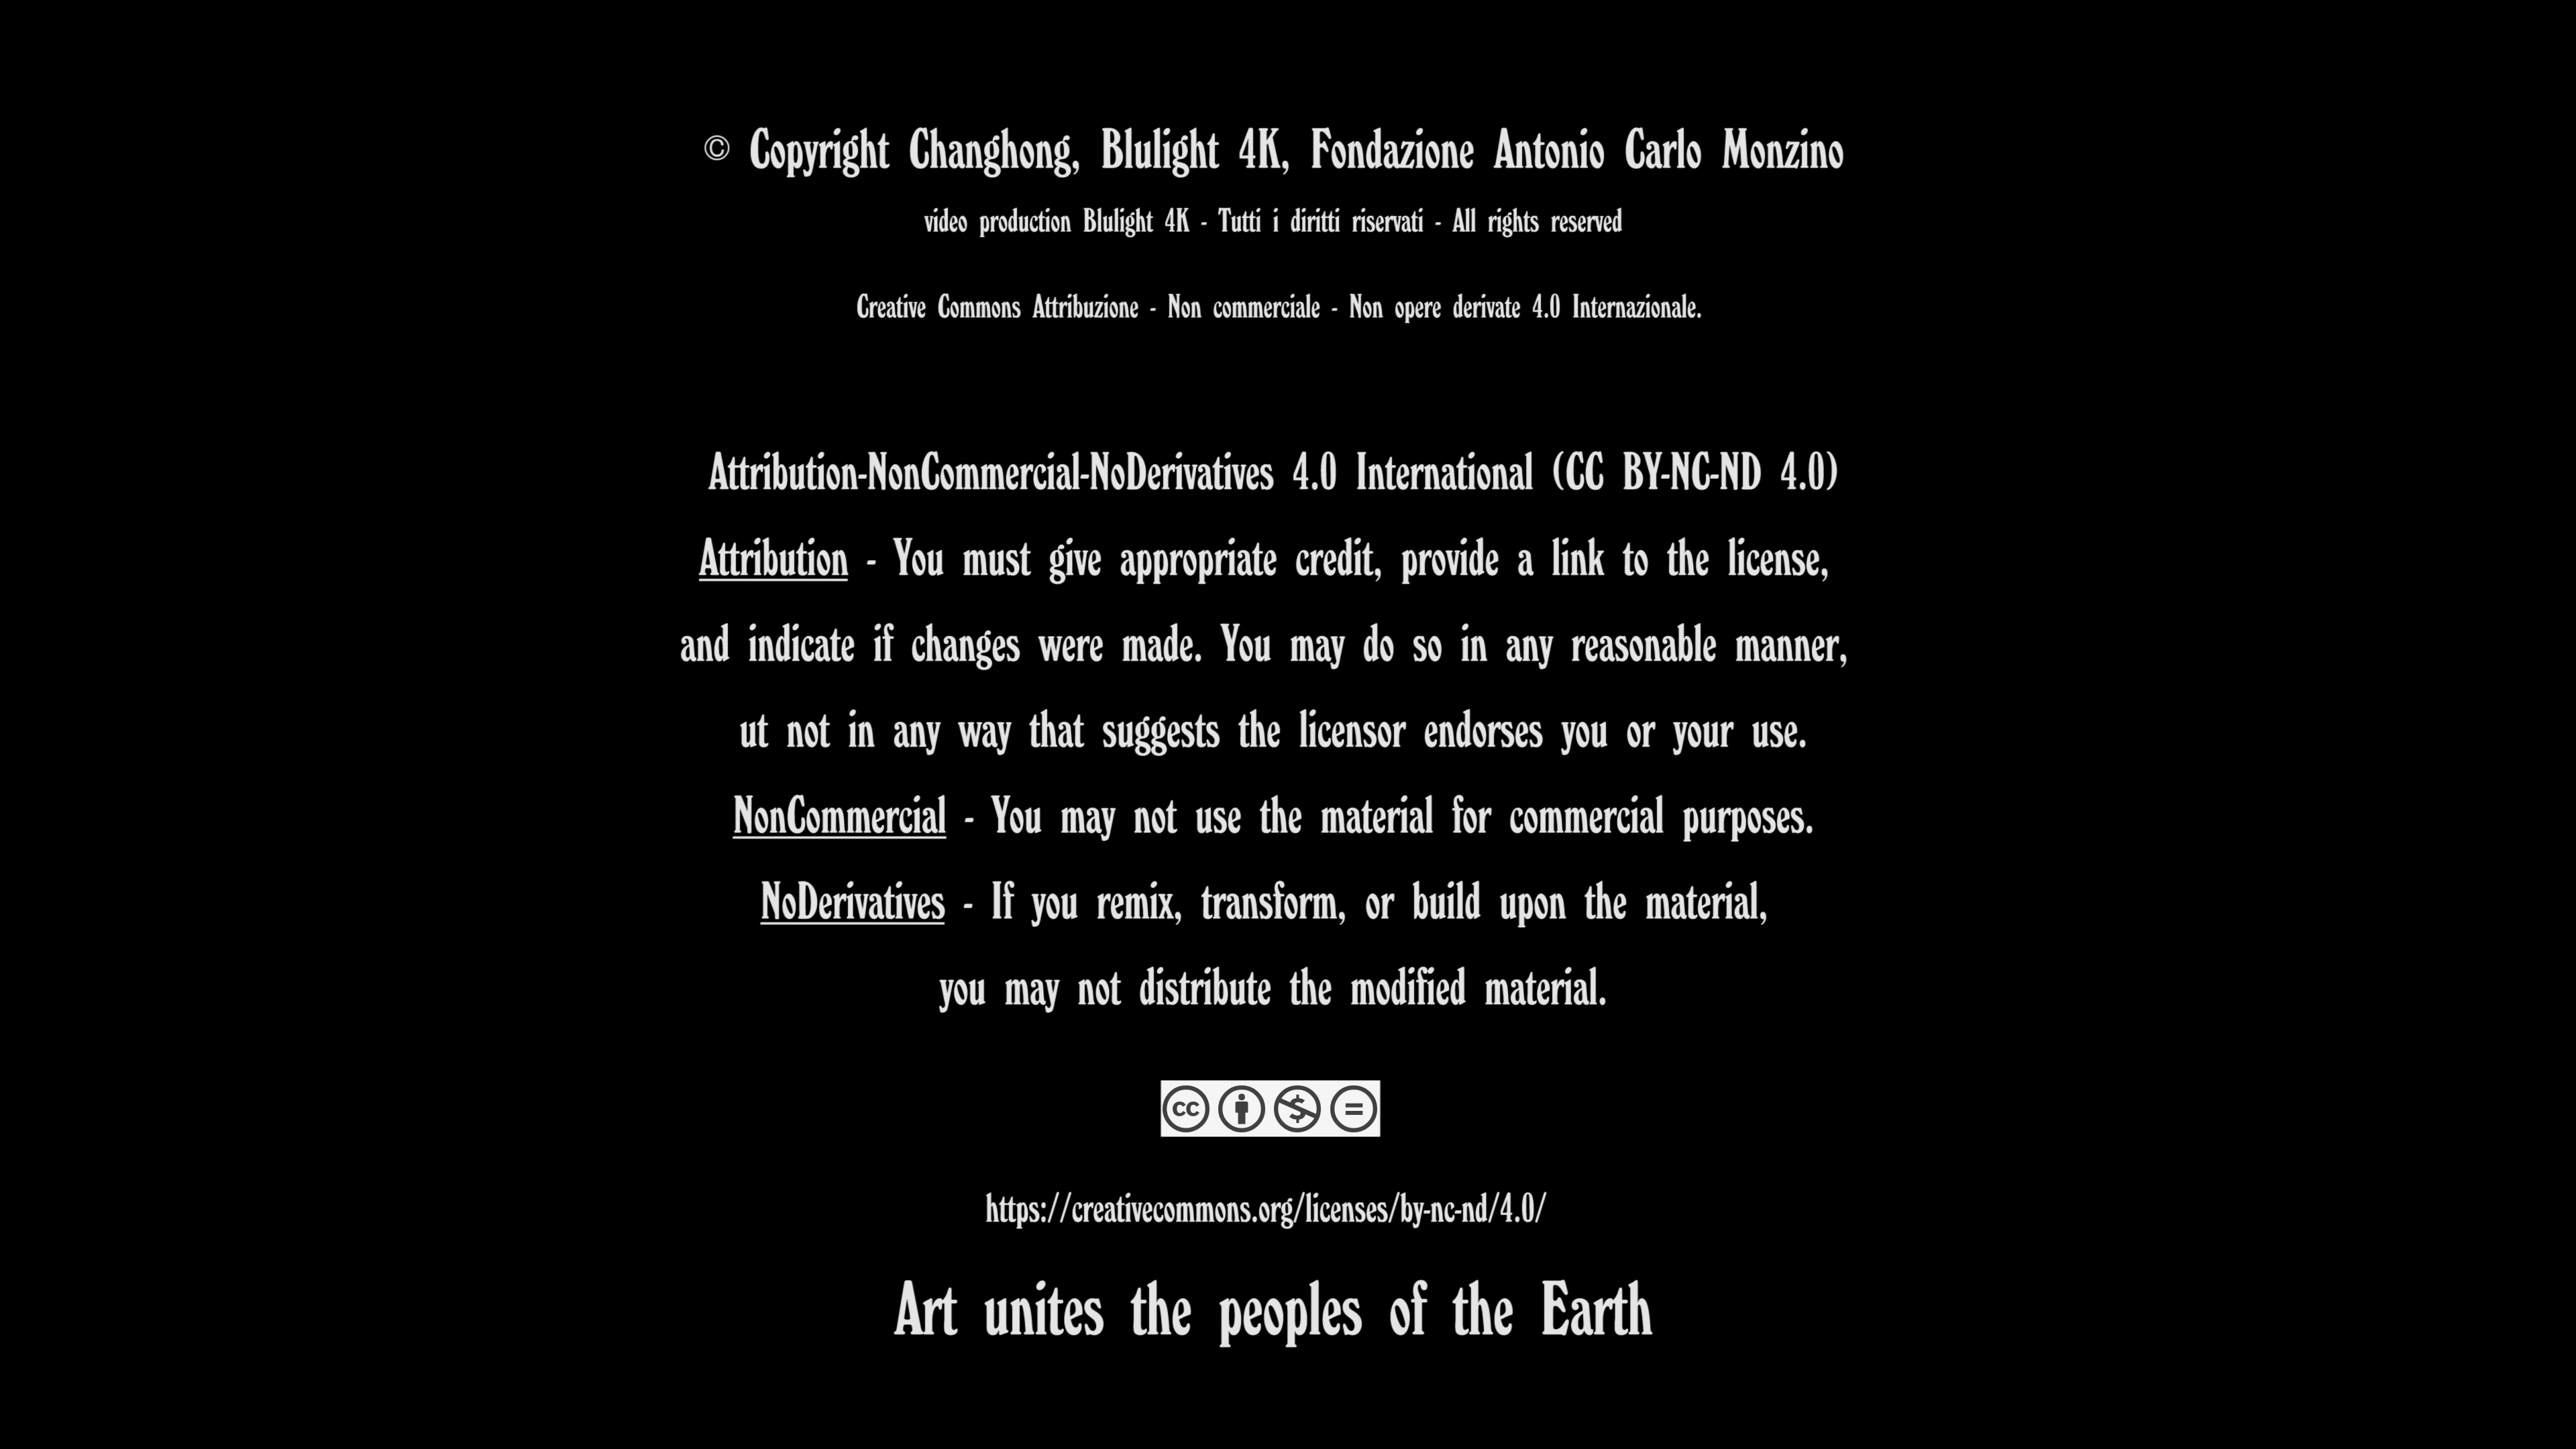 © Copyright Changhong, Blulight 4K, Fondazione Antonio Carlo Monzino
video production Blulight 4K - Tutti i diritti riservati - All rights reserved
Creative Commons Attribuzione - Non commerciale - Non opere derivate 4.0 Internazionale.
Attribution-NonCommercial-NoDerivatives 4.0 International (CC BY-NC-ND 4.0)
Attribution - You must give appropriate credit, provide a link to the license,
and indicate if changes were made. You may do so in any reasonable manner,
ut not in any way that suggests the licensor endorses you or your use.
NonCommercial - You may not use the material for commercial purposes.
NoDerivatives - If you remix, transform, or build upon the material,
you may not distribute the modified material.
cc $ =
https://creativecommons.org/licenses/by-nc-nd/4.0/
Art unites the peoples of the Earth